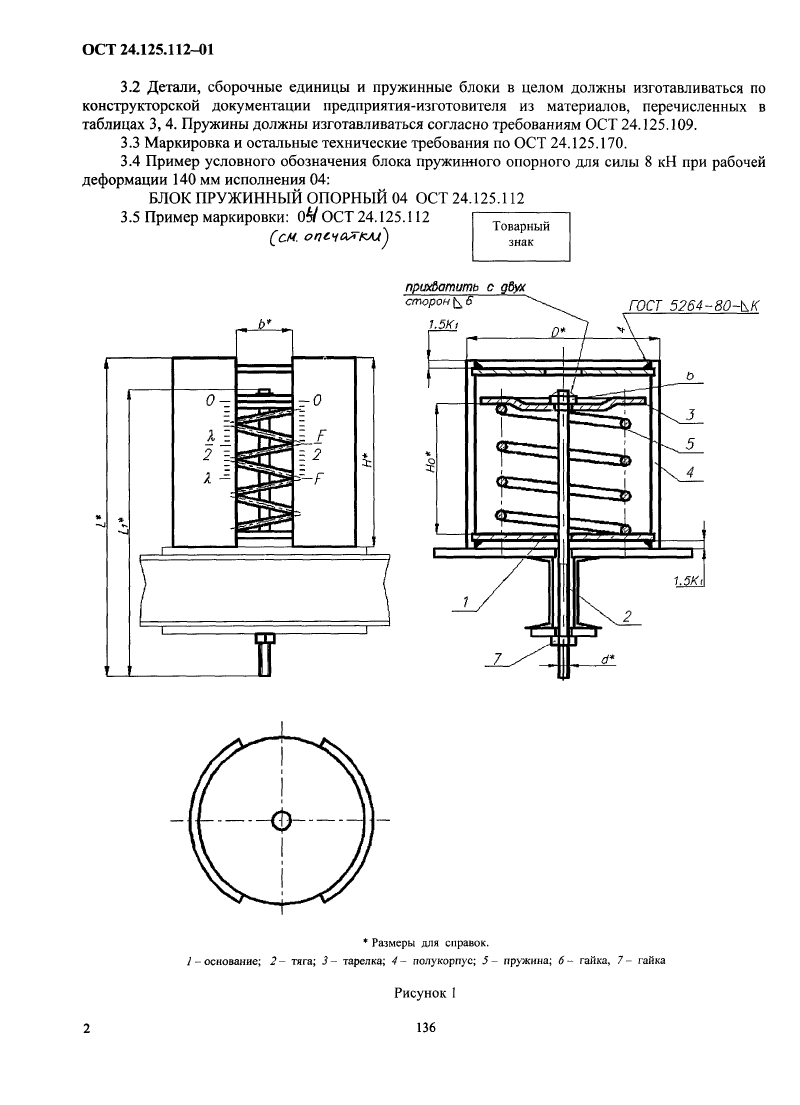 ОСТ 24.125.112–01
3.2 Детали, сборочные единицы и пружинные блоки в целом должны изготавливаться по
конструкторской документации предприятия-изготовителя из материалов, перечисленных в
таблицах 3, 4. Пружины должны изготавливаться согласно требованиям ОСТ 24.125.109.
3.3 Маркировка и остальные технические требования по ОСТ 24.125.170.
3.4 Пример условного обозначения блока пружинного опорного для силы 8 кН при рабочей
деформации 140 мм исполнения 04:
БЛОК ПРУЖИННЫЙ ОПОРНЫЙ 04 ОСТ 24.125.112
3.5 Пример маркировки: 04 ОСТ 24.125.112
(см. опечатки)
Товарный
знак
прихватить с двух
сторон 6
ГОСТ 5264-80-К
b*
1.5К1
D*
4
b
0
0
3
λ
2
F
2
5
λ
F
4
H*
H0*
L*
L1*
1.5К1
1
2
7
d*
* Размеры для справок.
1 – основание; 2 – тяга; 3 – тарелка; 4 – полукорпус; 5 – пружина; 6 – гайка, 7 – гайка
Рисунок 1
2
136